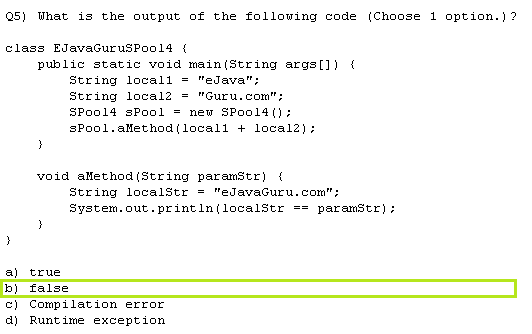 Q5) What is the output of the following code (Choose 1 option.)?
class EJavaGuruSPool4 {
public static void main(String args[]) {
String local1 = "eJava";
String local2 = "Guru.com";
SPool4 sPool = new SPool4();
sPool.aMethod(local1 + local2);
}
void aMethod(String paramStr) {
String localStr = "eJavaGuru.com";
System.out.println(localStr == paramStr);
}
}
a) true
b) false
c) Compilation error
d) Runtime exception